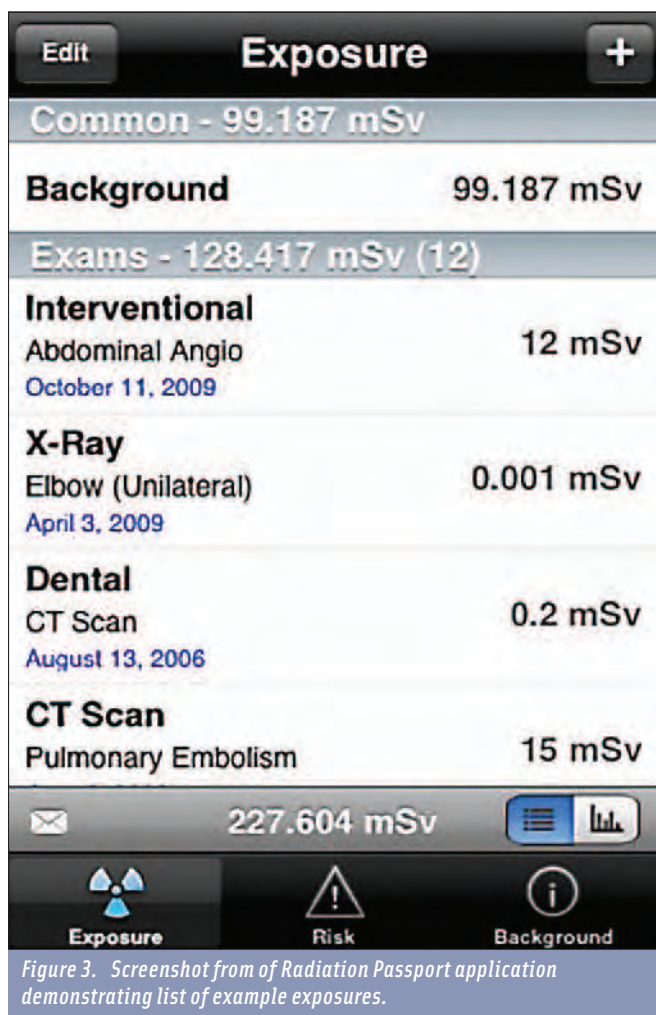 Edit Exposure +
Common - 99.187 mSv
Background 99.187 mSv
Exams - 128.417 mSv (12)
Interventional
Abdominal Angio 12 mSv
October 11, 2009
X-Ray
Elbow (Unilateral) 0.001 mSv
April 3, 2009
Dental
CT Scan 0.2 mSv
August 13, 2006
CT Scan
Pulmonary Embolism 15 mSv
227.604 mSv
Exposure Risk Background
Figure 3. Screenshot from of Radiation Passport application
demonstrating list of example exposures.